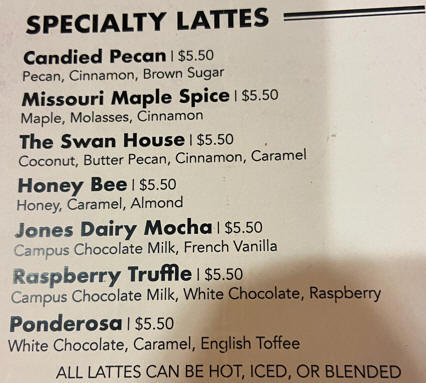 SPECIALTY LATTES
Candied Pecan | $5.50
Pecan, Cinnamon, Brown Sugar
Missouri Maple Spice | $5.50
Maple, Molasses, Cinnamon
The Swan House | $5.50
Coconut, Butter Pecan, Cinnamon, Caramel
Honey Bee | $5.50
Honey, Caramel, Almond
Jones Dairy Mocha | $5.50
Campus Chocolate Milk, French Vanilla
Raspberry Truffle | $5.50
Campus Chocolate Milk, White Chocolate, Raspberry
Ponderosa | $5.50
White Chocolate, Caramel, English Toffee
ALL LATTES CAN BE HOT, ICED, OR BLENDED